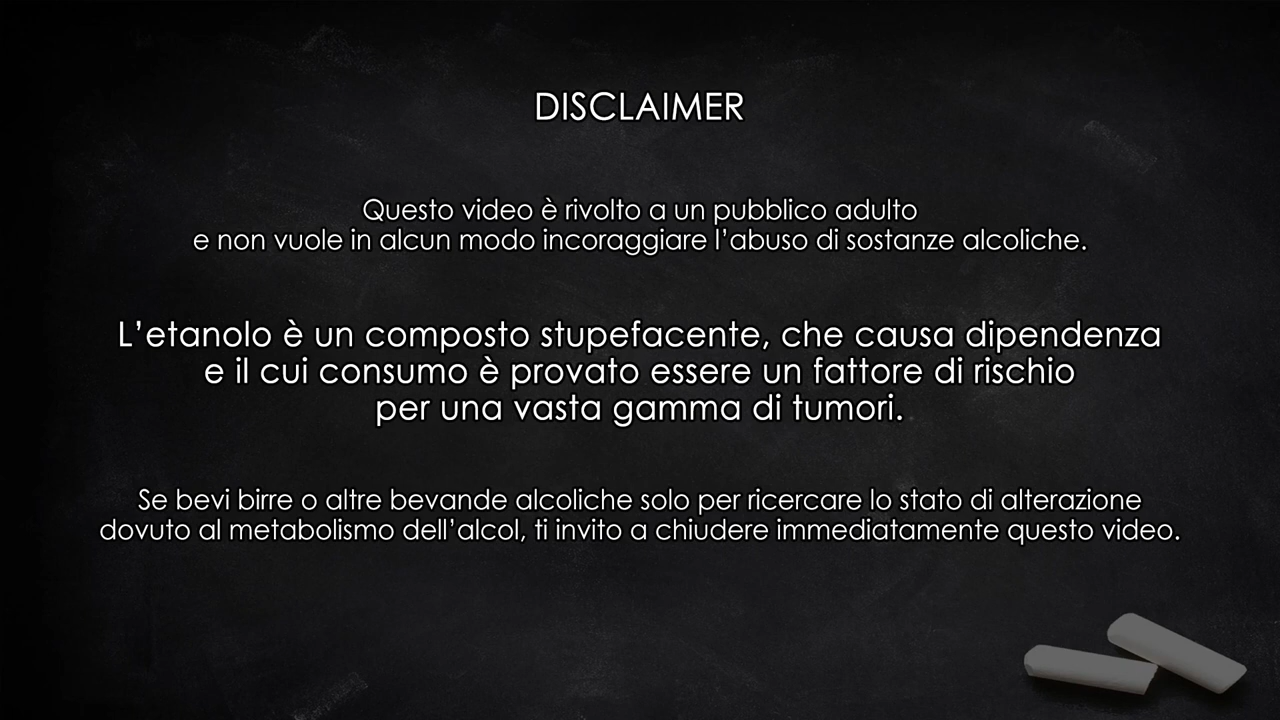 DISCLAIMER
Questo video è rivolto a un pubblico adulto
e non vuole in alcun modo incoraggiare l’abuso di sostanze alcoliche.
L’etanolo è un composto stupefacente, che causa dipendenza
e il cui consumo è provato essere un fattore di rischio
per una vasta gamma di tumori.
Se bevi birre o altre bevande alcoliche solo per ricercare lo stato di alterazione
dovuto al metabolismo dell’alcol, ti invito a chiudere immediatamente questo video.